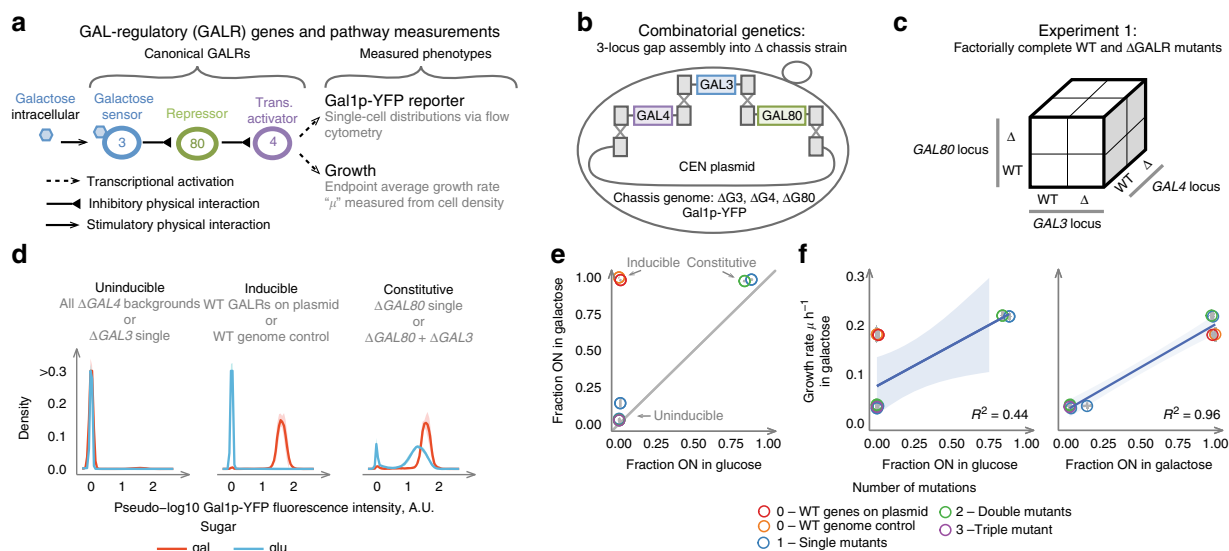 a
GAL-regulatory (GALR) genes and pathway measurements
Canonical GALRs
Measured phenotypes
Galactose
intracellular
Galactose
sensor
Repressor
Trans.
activator
3
80
4
Gal1p-YFP reporter
Single-cell distributions via flow
cytometry
Growth
Endpoint average growth rate
"μ" measured from cell density
Transcriptional activation
Inhibitory physical interaction
Stimulatory physical interaction
b
Combinatorial genetics:
3-locus gap assembly into Δ chassis strain
GAL3
GAL4
GAL80
CEN plasmid
Chassis genome: ΔG3, ΔG4, ΔG80
Gal1p-YFP
c
Experiment 1:
Factorially complete WT and ΔGALR mutants
GAL80 locus
Δ
WT
WT
Δ
GAL3 locus
WT
Δ
GAL4 locus
d
Uninducible
All ΔGAL4 backgrounds
or
ΔGAL3 single
Inducible
WT GALRs on plasmid
or
WT genome control
Constitutive
ΔGAL80 single
or
ΔGAL80 + ΔGAL3
Density
>0.3
0.2
0.1
0.0
0 1 2
0 1 2
0 1 2
Pseudo–log10 Gal1p-YFP fluorescence intensity, A.U.
Sugar
gal
glu
e
Fraction ON in galactose
1.00
0.75
0.50
0.25
0.00
Inducible
Constitutive
Uninducible
0.00 0.25 0.50 0.75 1.00
Fraction ON in glucose
f
Growth rate μ h⁻¹
in galactose
0.3
0.2
0.1
0.0
R² = 0.44
0.00 0.25 0.50 0.75 1.00
Fraction ON in glucose
R² = 0.96
0.00 0.25 0.50 0.75 1.00
Fraction ON in galactose
Number of mutations
0 – WT genes on plasmid
0 – WT genome control
1 – Single mutants
2 – Double mutants
3 –Triple mutant